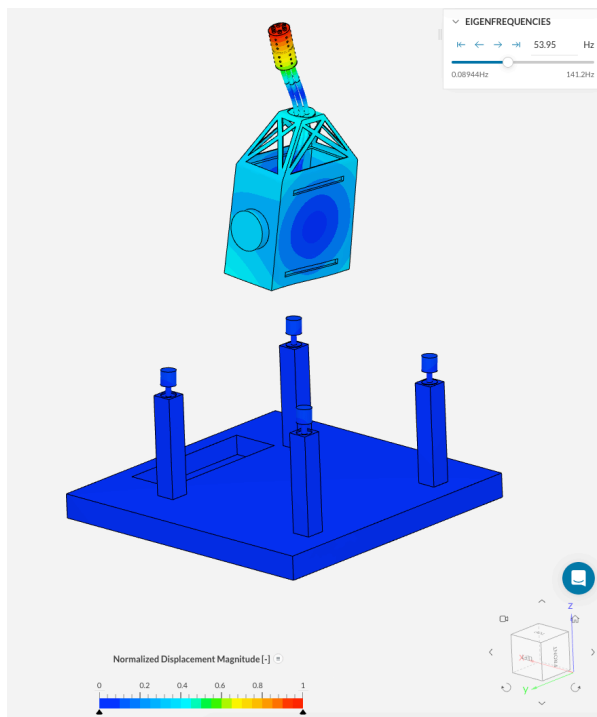 EIGENFREQUENCIES
53.95 Hz
0.08944Hz 141.2Hz
Z
Y
Normalized Displacement Magnitude [-]
0 0.2 0.4 0.6 0.8 1